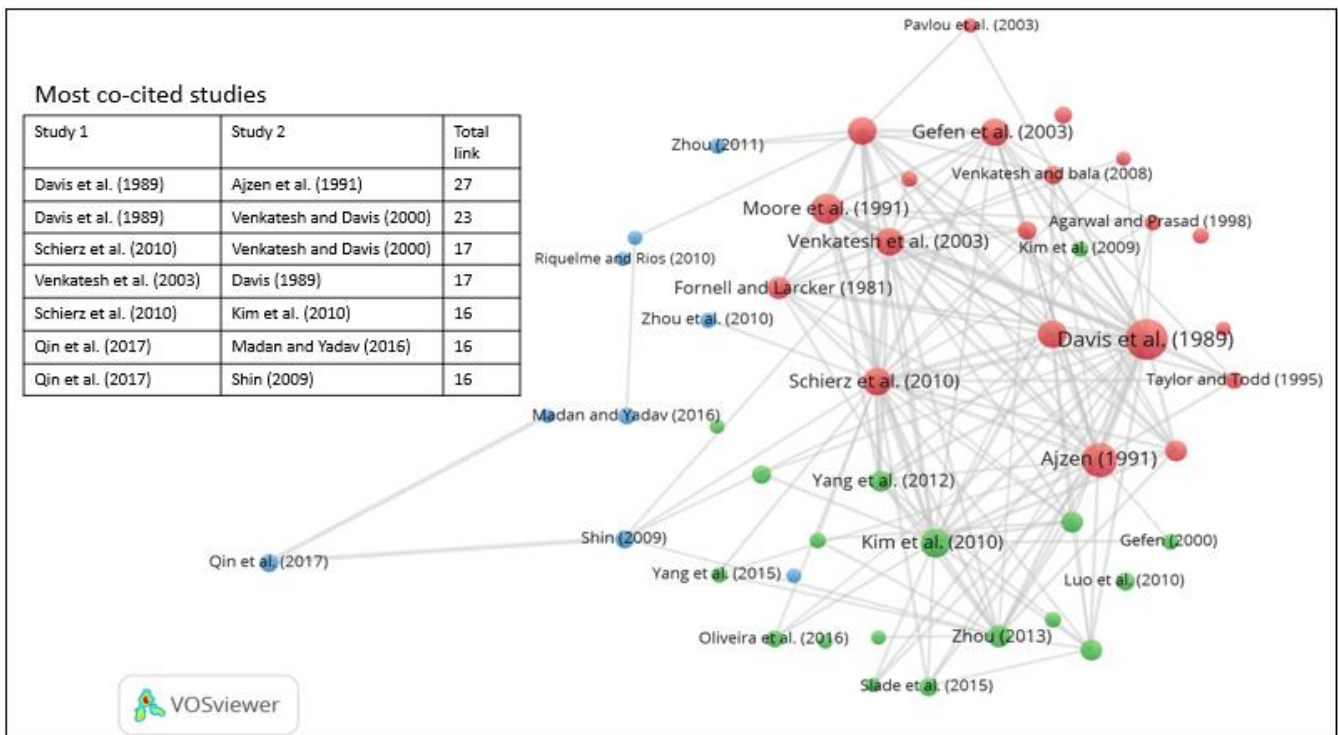 Most co-cited studies
Study 1 Study 2 Total link
Davis et al. (1989) Ajzen et al. (1991) 27
Davis et al. (1989) Venkatesh and Davis (2000) 23
Schierz et al. (2010) Venkatesh and Davis (2000) 17
Venkatesh et al. (2003) Davis (1989) 17
Schierz et al. (2010) Kim et al. (2010) 16
Qin et al. (2017) Madan and Yadav (2016) 16
Qin et al. (2017) Shin (2009) 16
Pavlou et al. (2003)
Gefen et al. (2003)
Zhou (2011)
Venkatesh and bala (2008)
Moore et al. (1991)
Agarwal and Prasad (1998)
Venkatesh et al. (2003)
Kim et al. (2009)
Riquelme and Rios (2010)
Fornell and Larcker (1981)
Zhou et al. (2010)
Davis et al. (1989)
Schierz et al. (2010)
Taylor and Todd (1995)
Madan and Yadav (2016)
Ajzen (1991)
Yang et al. (2012)
Shin (2009)
Kim et al. (2010)
Gefen (2000)
Qin et al. (2017)
Yang et al. (2015)
Luo et al. (2010)
Oliveira et al. (2016)
Zhou (2013)
Slade et al. (2015)
VOSviewer